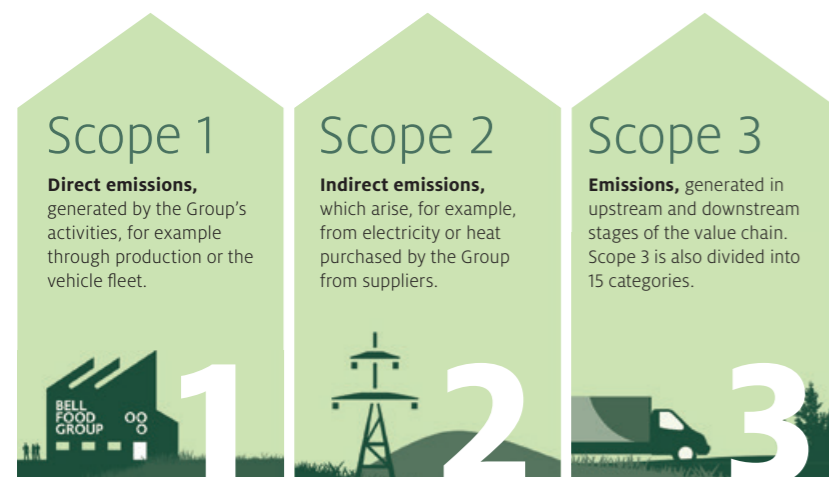 Scope 1
Direct emissions,
generated by the Group’s
activities, for example
through production or the
vehicle fleet.
BELL
FOOD
GROUP
1
Scope 2
Indirect emissions,
which arise, for example,
from electricity or heat
purchased by the Group
from suppliers.
2
Scope 3
Emissions, generated in
upstream and downstream
stages of the value chain.
Scope 3 is also divided into
15 categories.
3